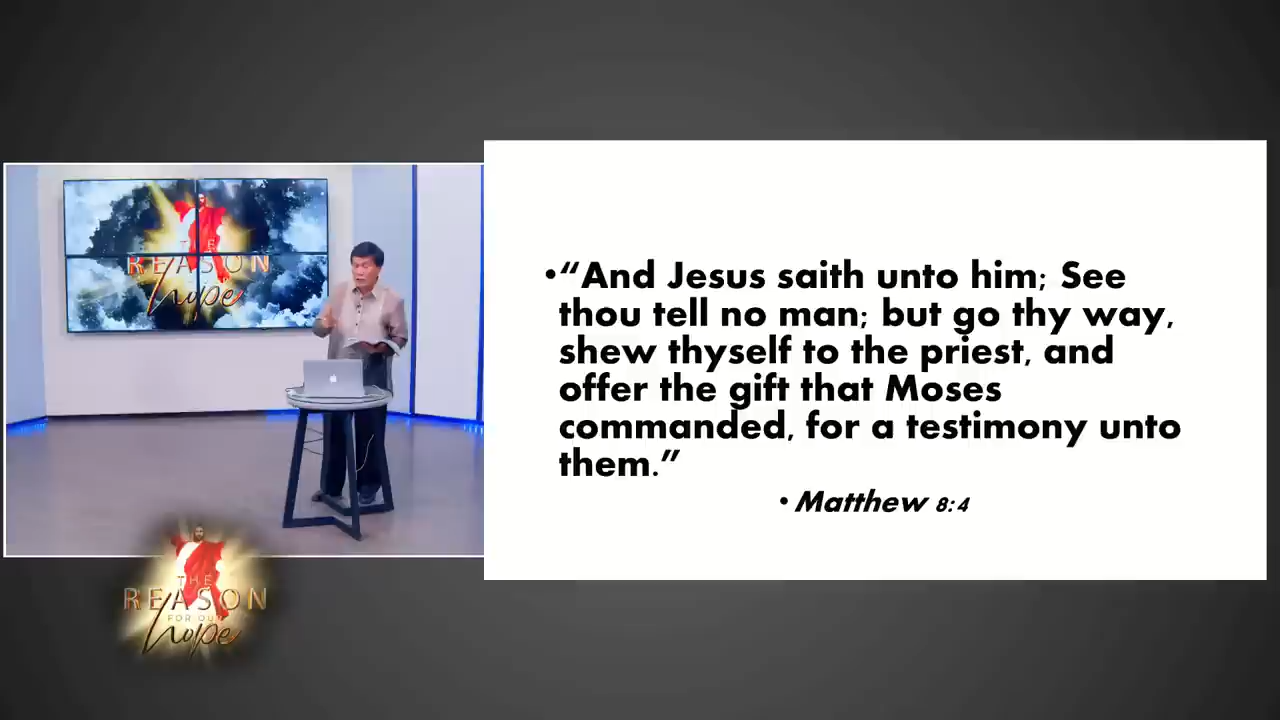 THE
REASON
hope
•“And Jesus saith unto him; See
thou tell no man; but go thy way,
shew thyself to the priest, and
offer the gift that Moses
commanded, for a testimony unto
them.”
• Matthew 8:4
THE
REASON
FOR OUR
hope